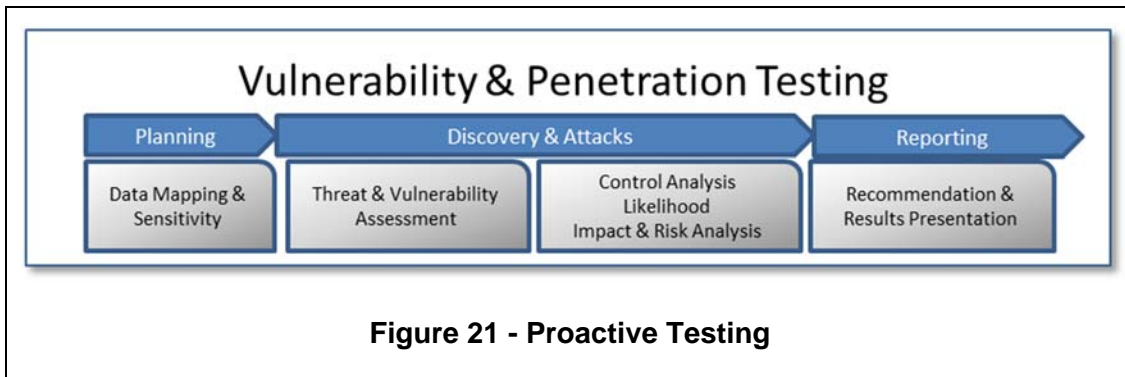 Vulnerability & Penetration Testing
Planning
Discovery & Attacks
Reporting
Data Mapping &
Sensitivity
Threat & Vulnerability
Assessment
Control Analysis
Likelihood
Impact & Risk Analysis
Recommendation &
Results Presentation
Figure 21 - Proactive Testing